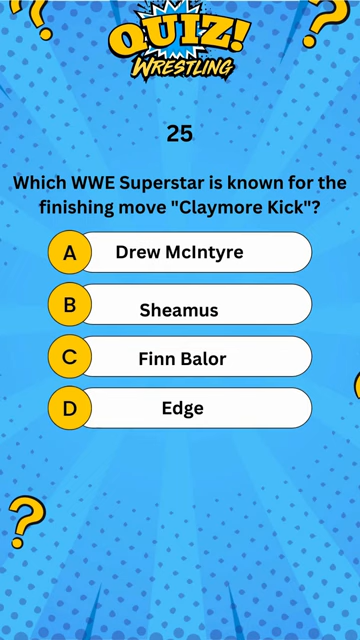 QUIZ!
WRESTLING
25
Which WWE Superstar is known for the
finishing move "Claymore Kick"?
A Drew McIntyre
B Sheamus
C Finn Balor
D Edge